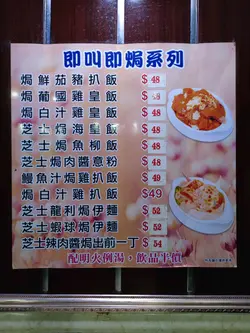 即叫即焗系列
焗鮮茄豬扒飯 $48
焗葡國雞皇飯 $48
焗白汁雞皇飯 $48
芝士焗海皇飯 $48
芝士焗魚柳飯 $48
芝士焗肉醬意粉 $48
鰻魚汁焗雞扒飯 $49
焗白汁雞扒飯 $49
芝士龍利焗伊麵 $52
芝士蝦球焗伊麵 $52
芝士辣肉醬焗出前一丁 $54
配明火例湯，飲品半價